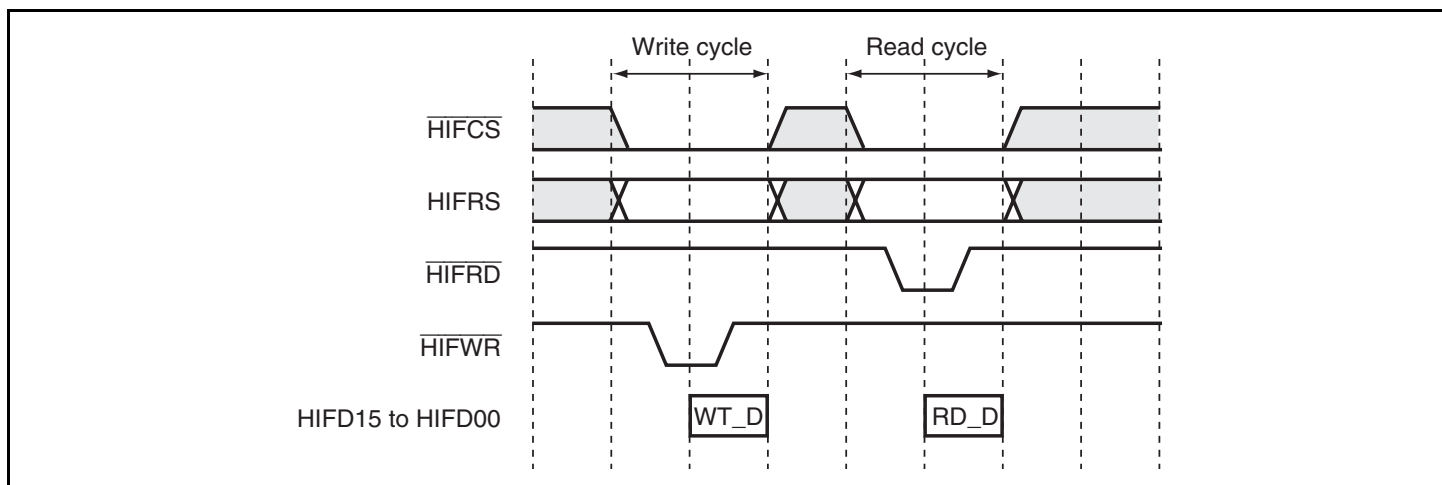 Write cycle Read cycle
HIFCS
HIFRS
HIFRD
HIFWR
HIFD15 to HIFD00 WT_D RD_D